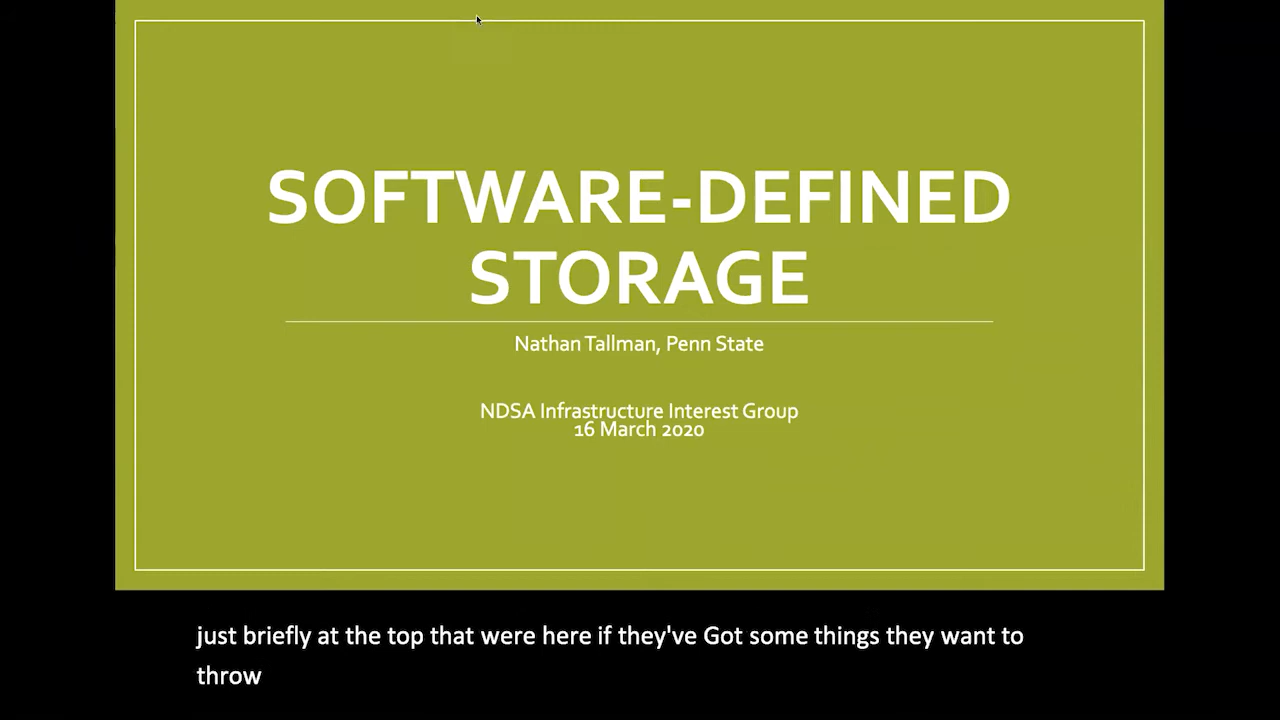 SOFTWARE-DEFINED
STORAGE
Nathan Tallman, Penn State
NDSA Infrastructure Interest Group
16 March 2020
just briefly at the top that were here if they've Got some things they want to
throw